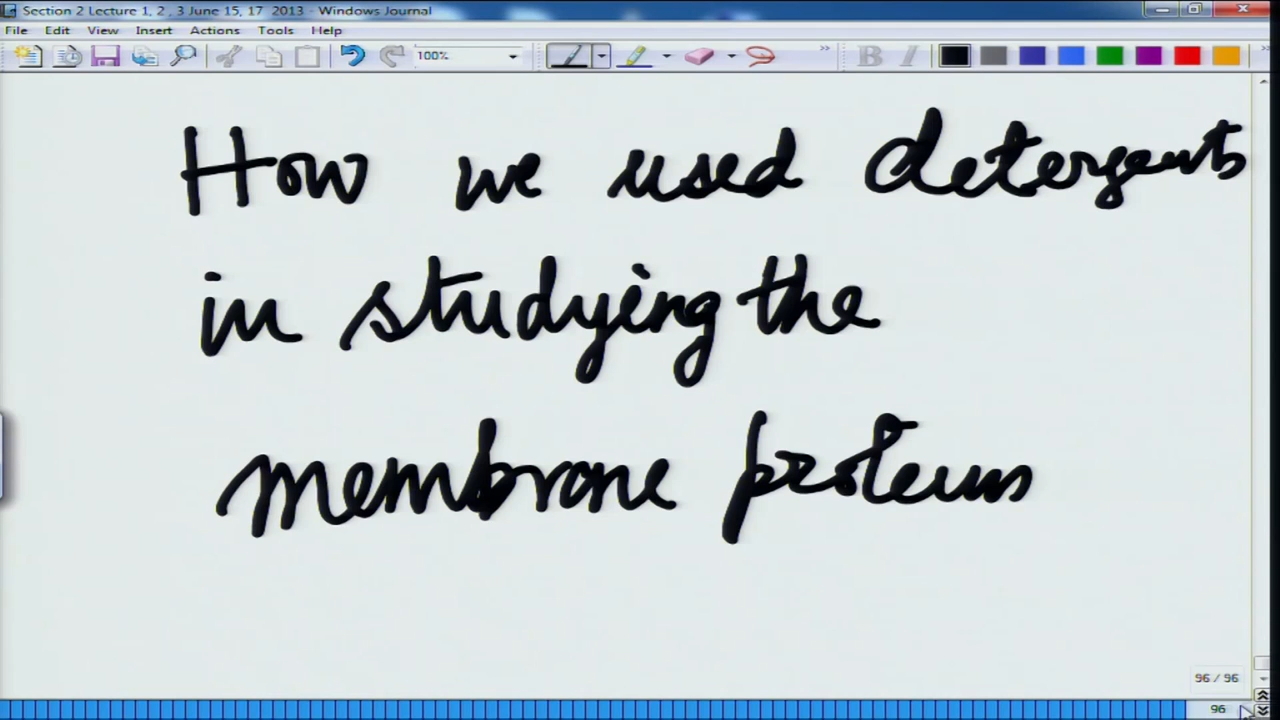 Section 2 Lecture 1, 2 , 3 June 15, 17 2013 - Windows Journal
File Edit View Insert Actions Tools Help
100% B I
How we used detergents
in studying the
membrane proteins
96 / 96
96